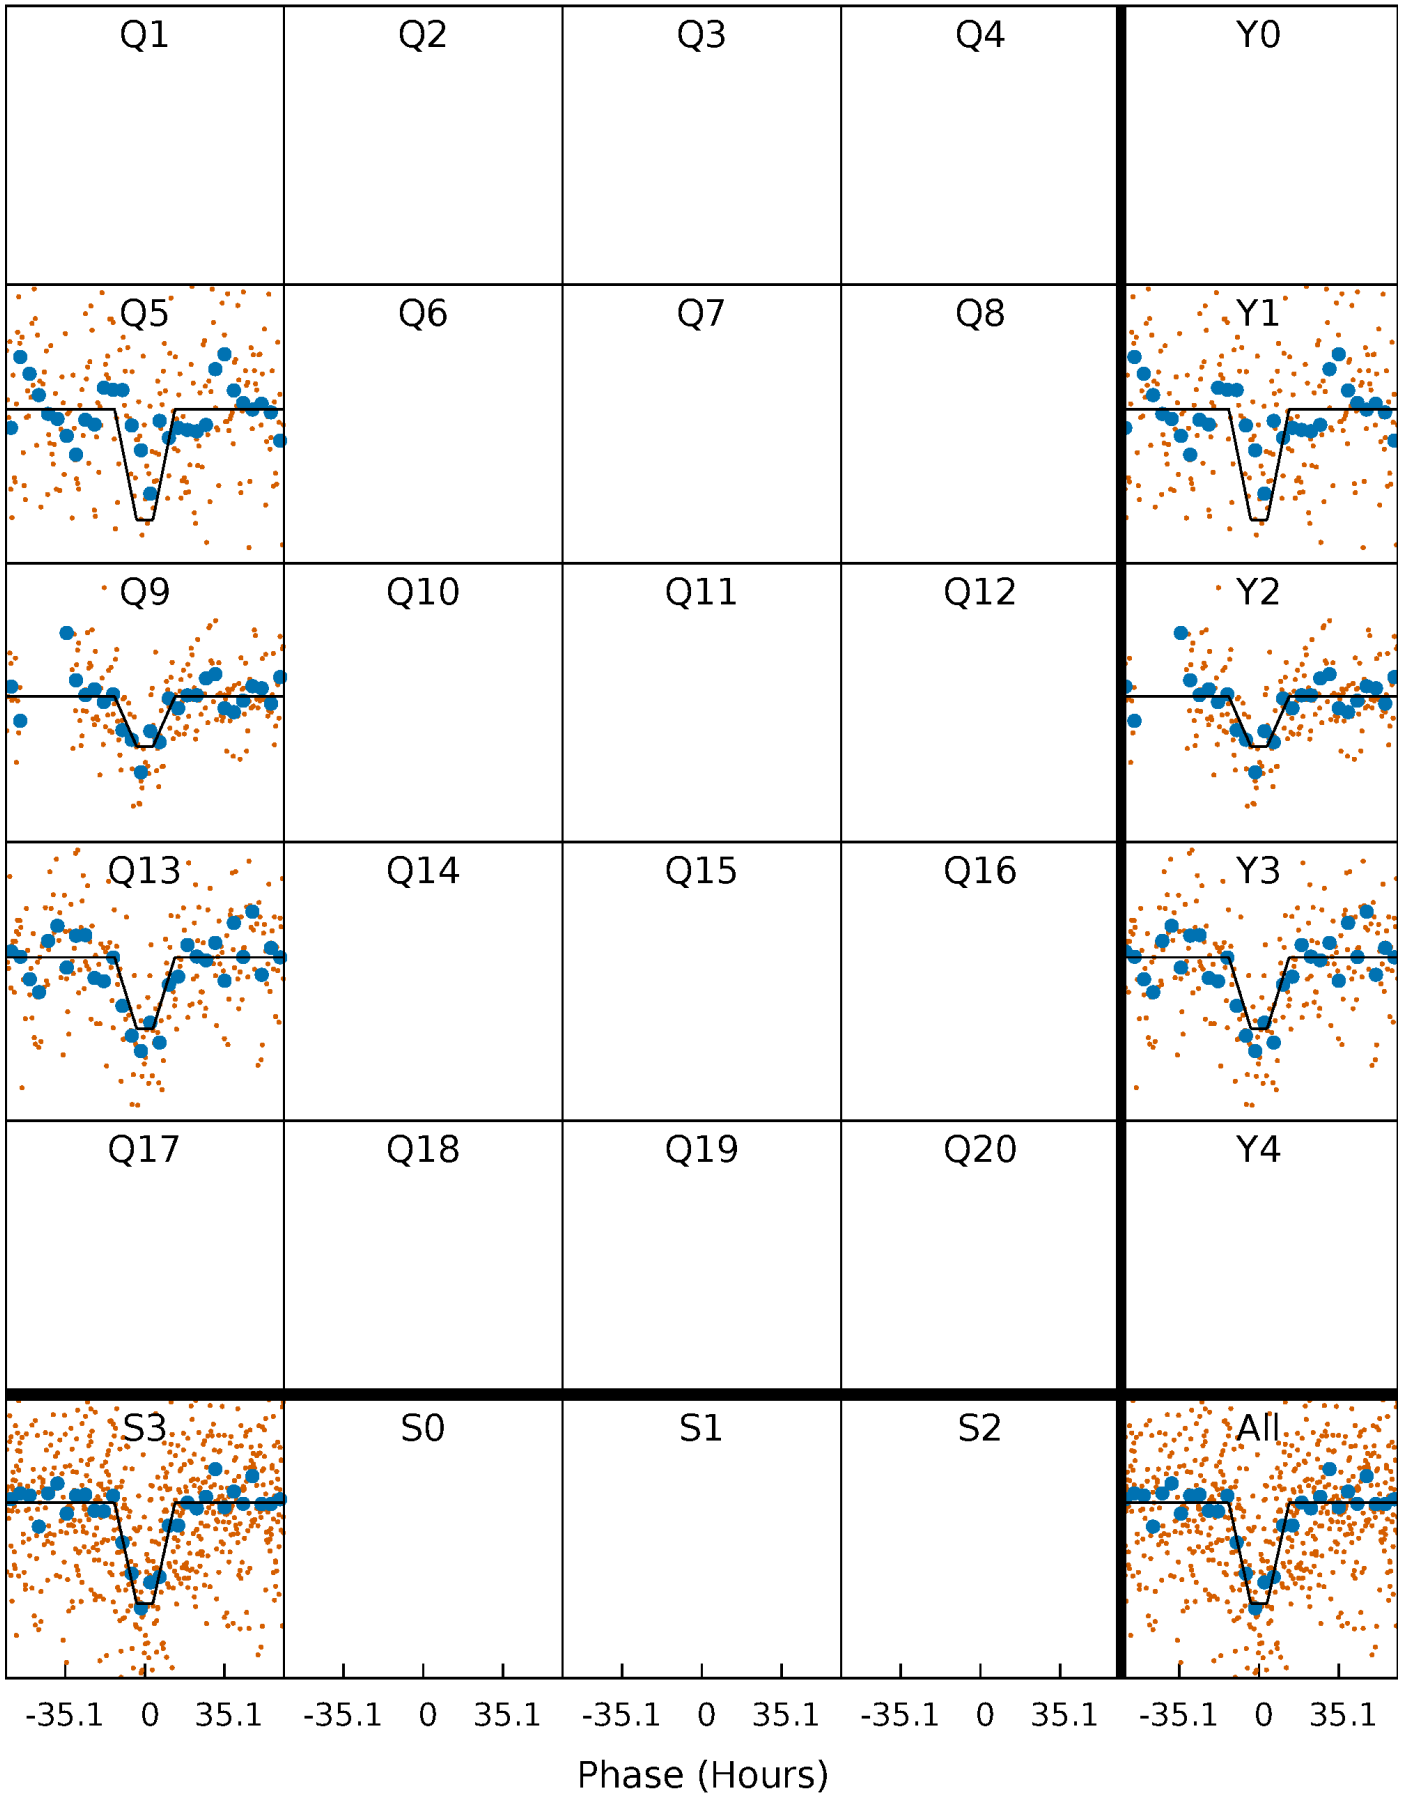 Q1 Q2 Q3 Q4 Y0
Q5 Q6 Q7 Q8 Y1
Q9 Q10 Q11 Q12 Y2
Q13 Q14 Q15 Q16 Y3
Q17 Q18 Q19 Q20 Y4
S3 S0 S1 S2 All
-35.1 0 35.1 -35.1 0 35.1 -35.1 0 35.1 -35.1 0 35.1 -35.1 0 35.1
Phase (Hours)